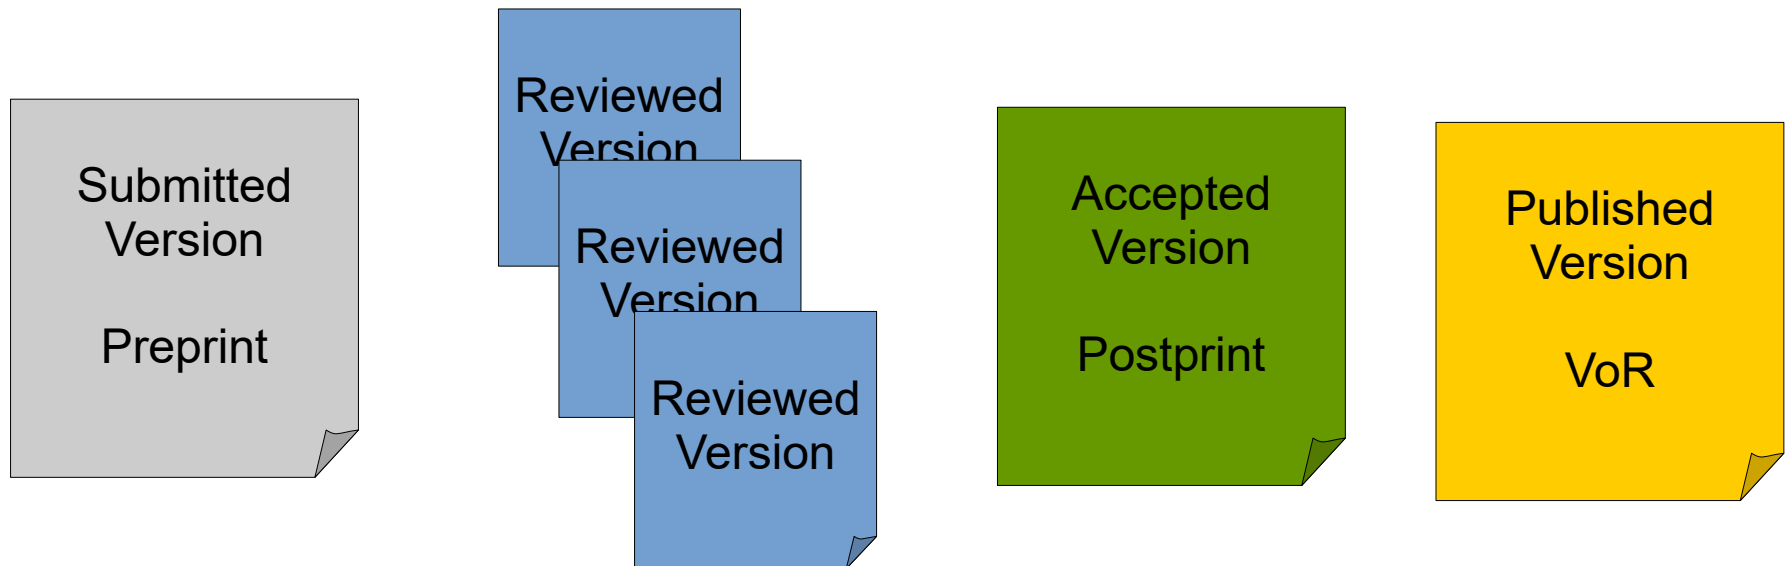 Submitted
Version
Preprint
Reviewed
Version
Reviewed
Version
Reviewed
Version
Accepted
Version
Postprint
Published
Version
VoR